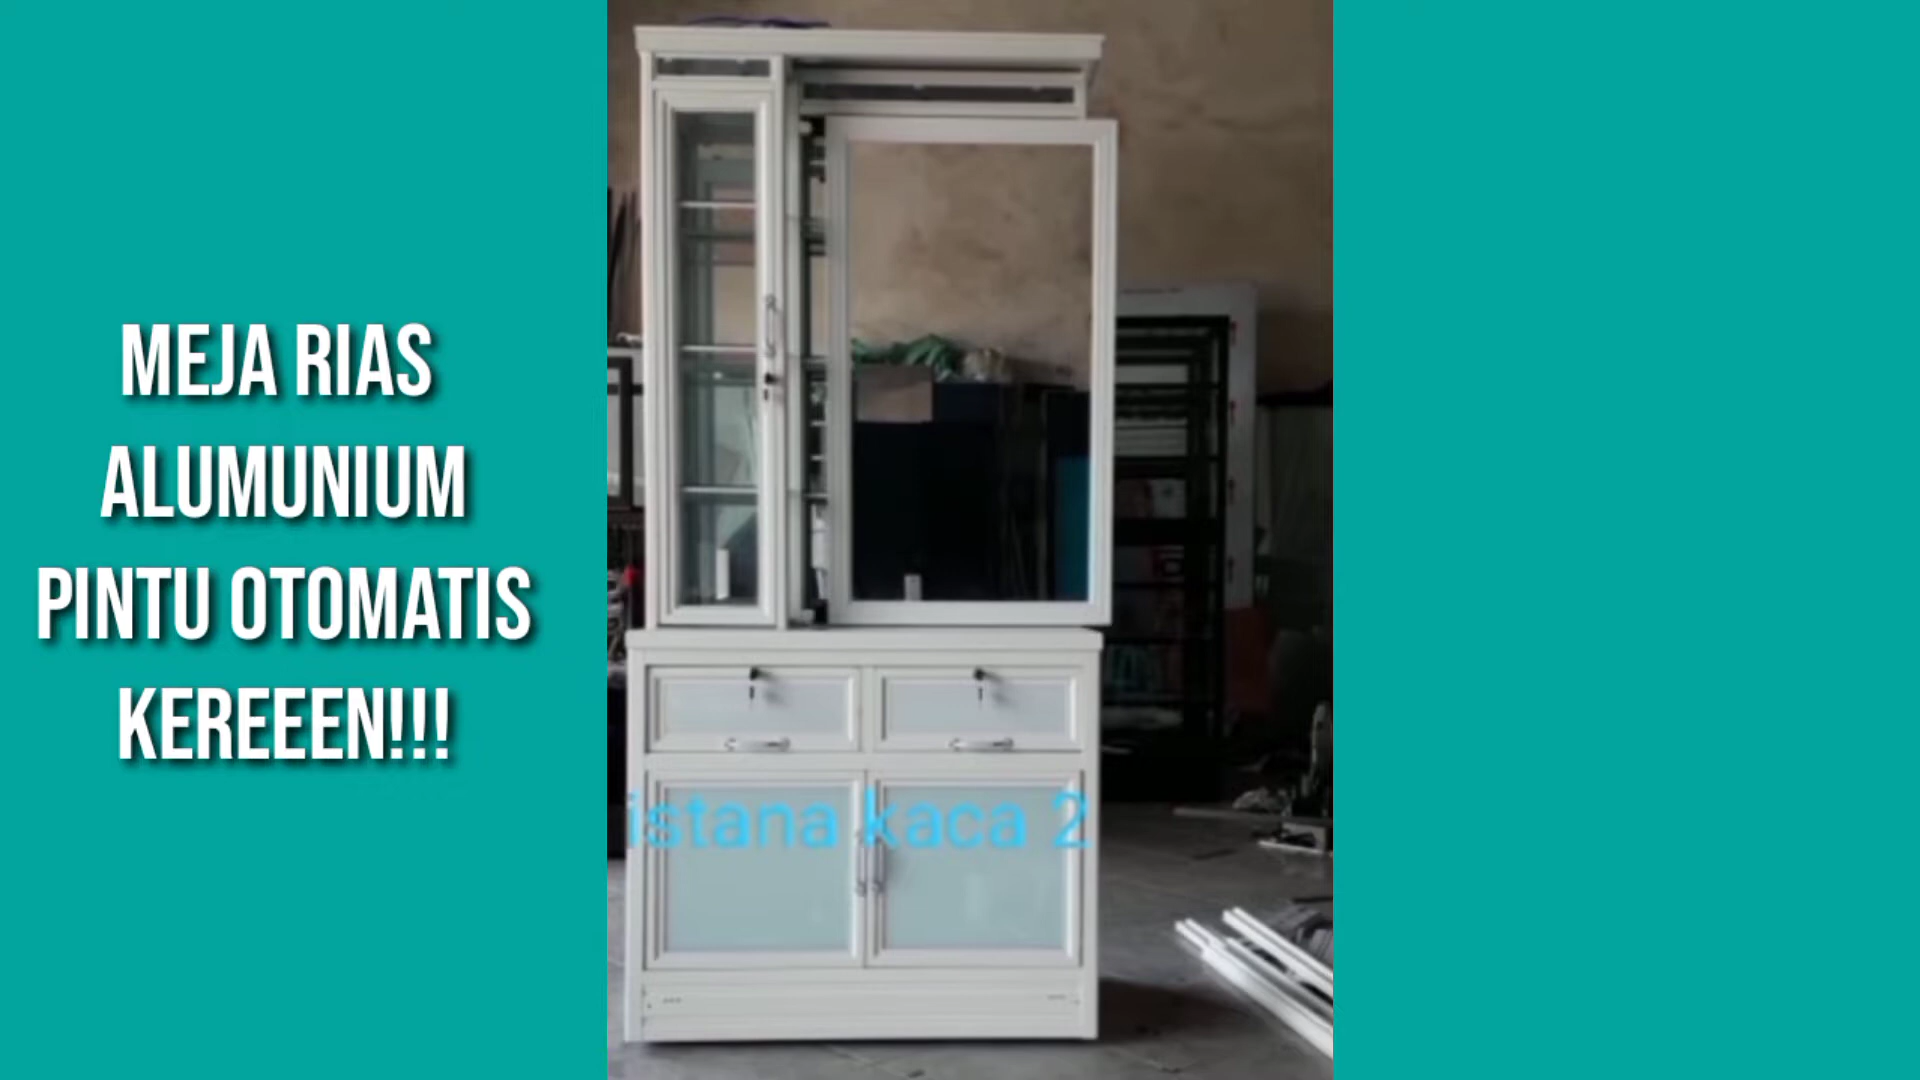 MEJA RIAS
ALUMUNIUM
PINTU OTOMATIS
KEREEEN!!!
istana kaca 2